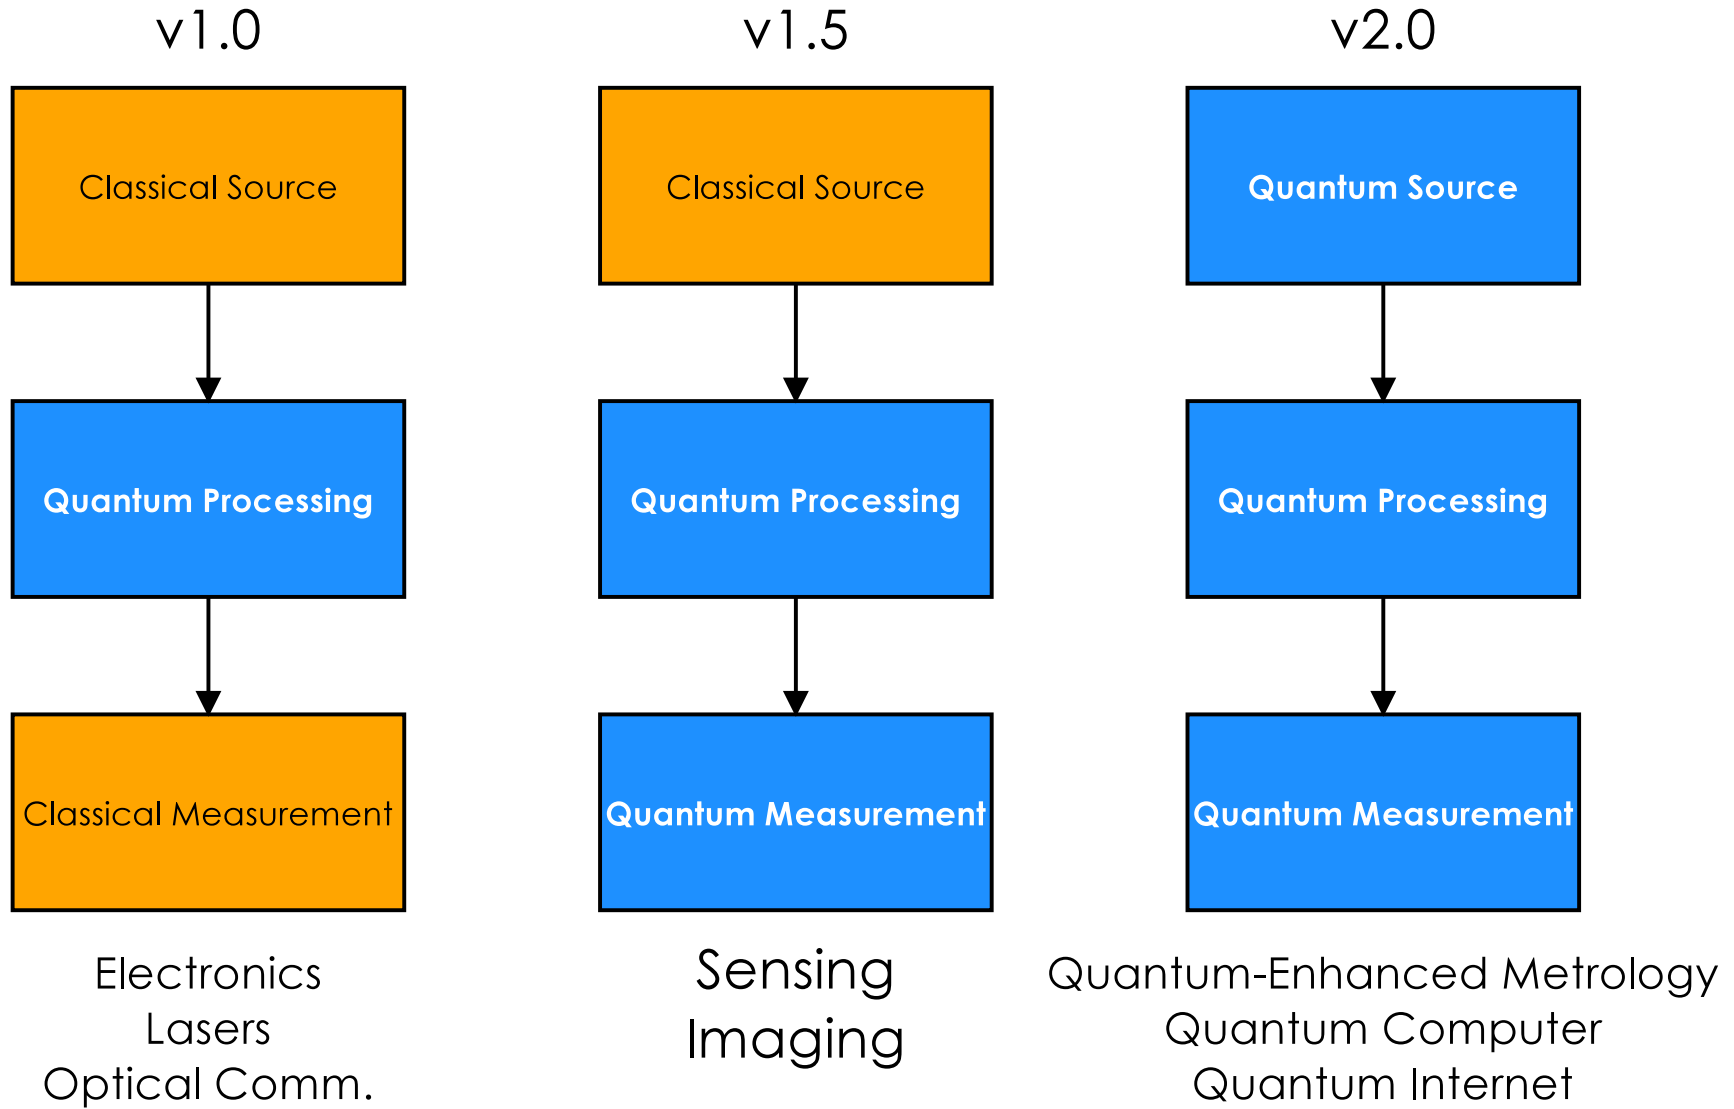 v1.0
Classical Source
Quantum Processing
Classical Measurement
Electronics
Lasers
Optical Comm.
v1.5
Classical Source
Quantum Processing
Quantum Measurement
Sensing
Imaging
v2.0
Quantum Source
Quantum Processing
Quantum Measurement
Quantum-Enhanced Metrology
Quantum Computer
Quantum Internet